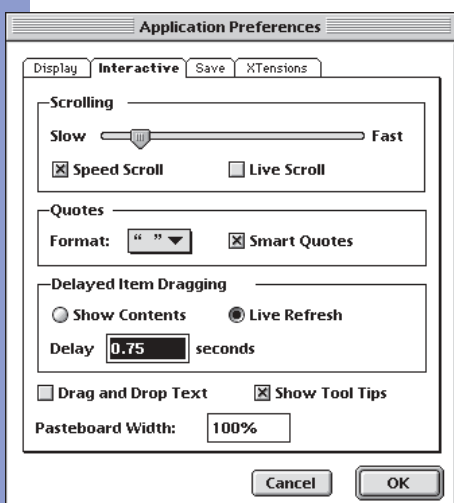 Application Preferences
Display Interactive Save XTensions
Scrolling
Slow Fast
Speed Scroll Live Scroll
Quotes
Format: “ ” Smart Quotes
Delayed Item Dragging
Show Contents Live Refresh
Delay 0.75 seconds
Drag and Drop Text Show Tool Tips
Pasteboard Width: 100%
Cancel OK